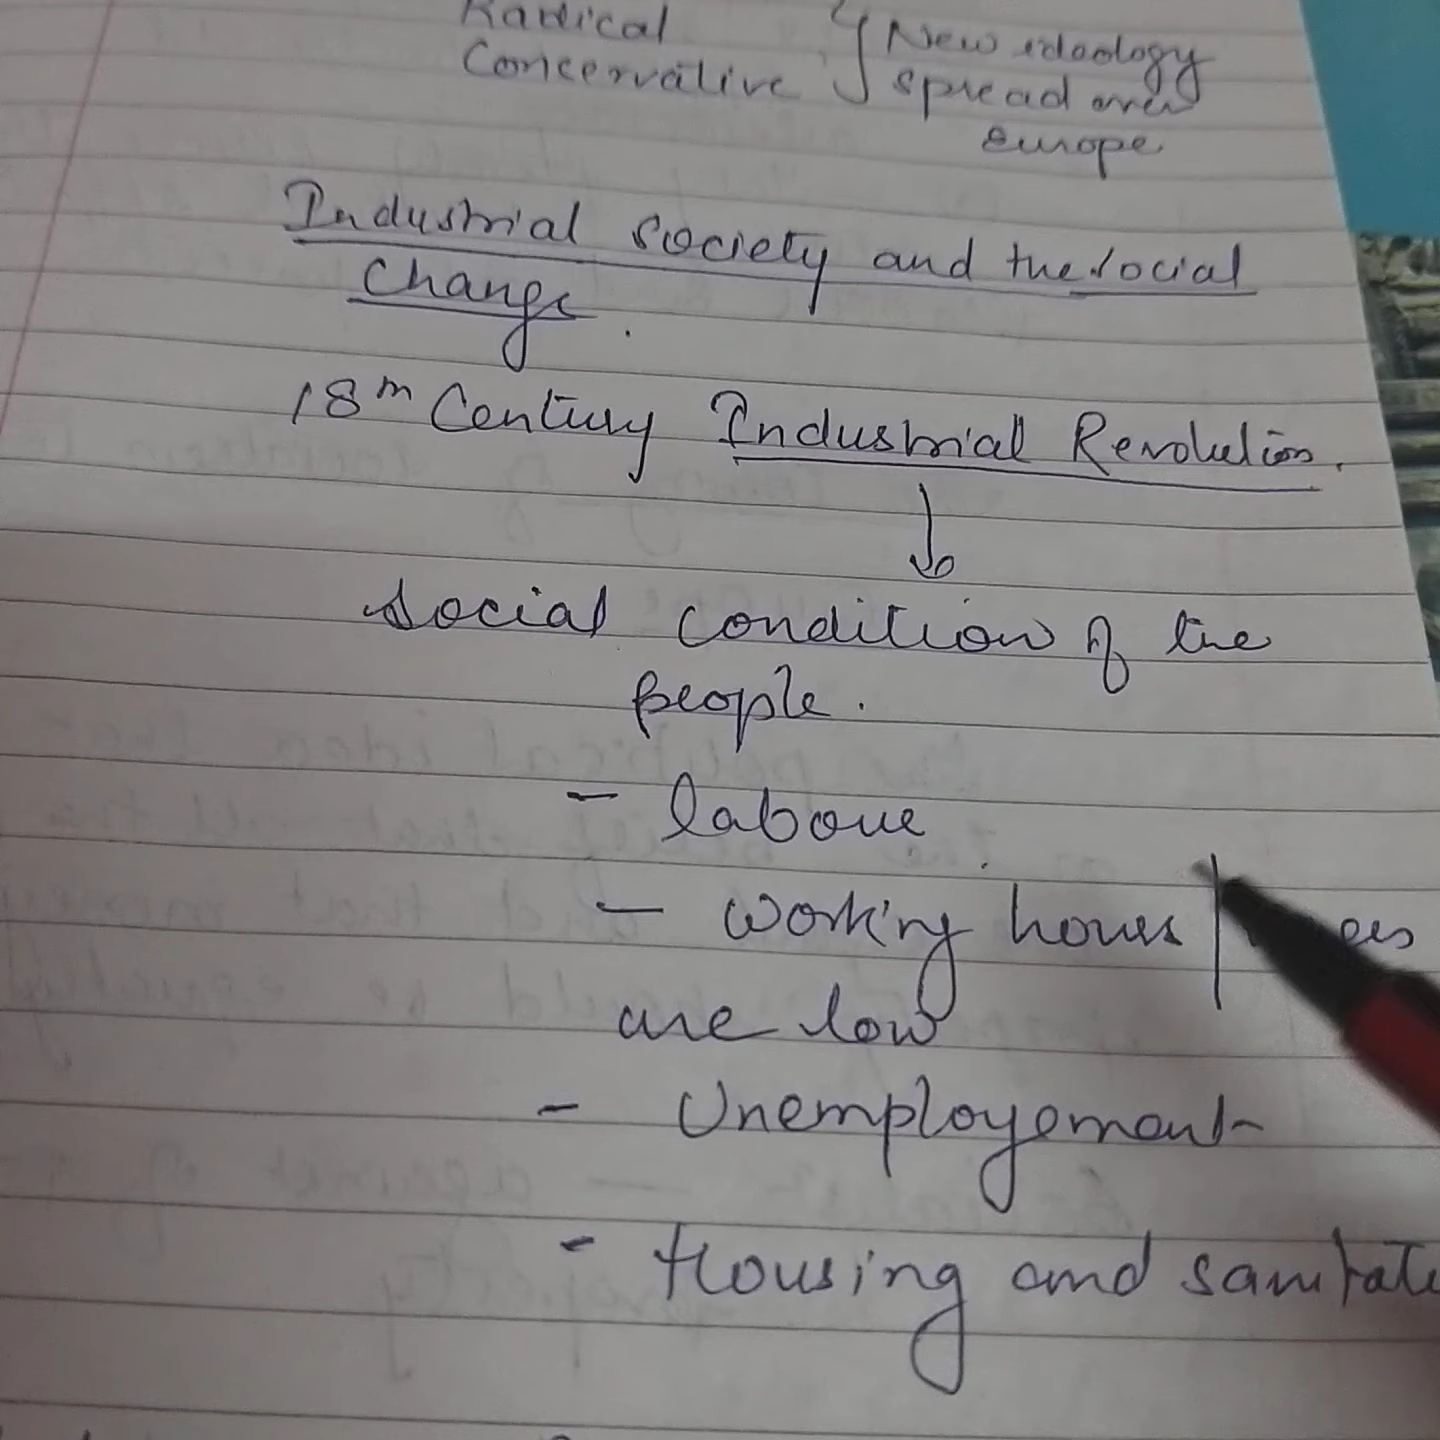 Radical
Conservative } New ideology
spread over
Europe
Industrial Society and the social
Change.
18th Century Industrial Revolution.
↓
social condition of the
people.
- labour
- working hours |
are low
- Unemployement
- Housing and